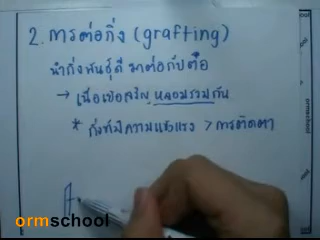 2. การต่อกิ่ง (grafting)
นำกิ่งพันธุ์ดี มาต่อกับตอ
→ เนื้อเยื่อเจริญ หลอมรวมกัน
* กิ่งที่มีความแข็งแรง > การติดตา
ormschool
ormschool